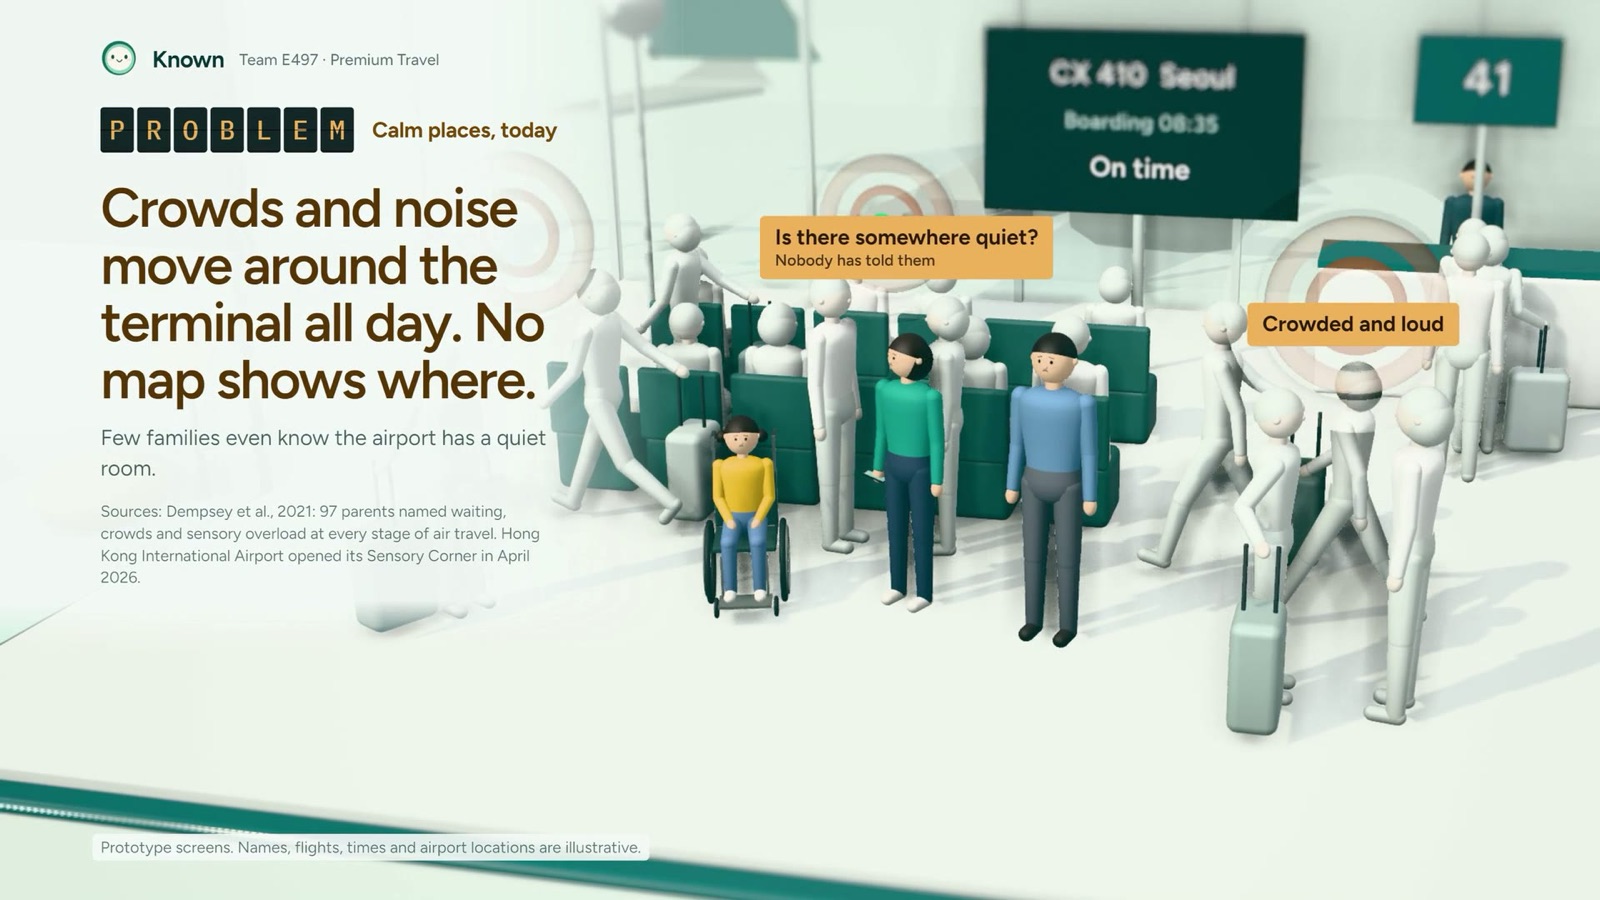 Known Team E497 · Premium Travel
PROBLEM Calm places, today
Crowds and noise
move around the
terminal all day. No
map shows where.
Few families even know the airport has a quiet
room.
Sources: Dempsey et al., 2021: 97 parents named waiting,
crowds and sensory overload at every stage of air travel. Hong
Kong International Airport opened its Sensory Corner in April
2026.
CX 410 Seoul
Boarding 08:35
On time
41
Is there somewhere quiet?
Nobody has told them
Crowded and loud
Prototype screens. Names, flights, times and airport locations are illustrative.